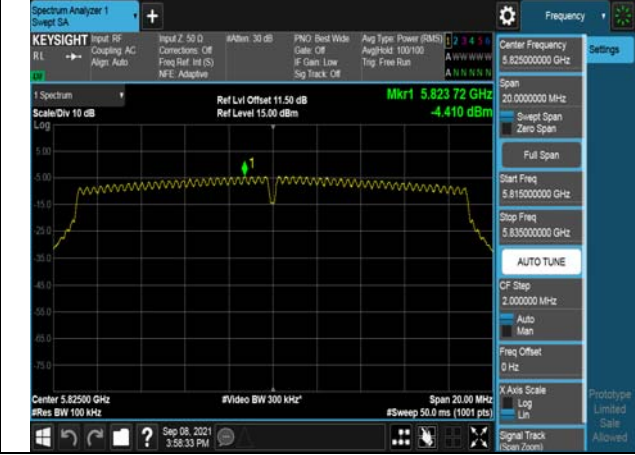 Spectrum Analyzer 1
Swept SA
+
Frequency
KEYSIGHT
RL
Input: RF
Coupling: AC
Align: Auto
Input Z: 50 Ω
Corrections: Off
Freq Ref: Int (S)
NFE: Adaptive
#Atten: 30 dB
PNO: Best Wide
Gate: Off
IF Gain: Low
Sig Track: Off
Avg Type: Power (RMS)
Avg|Hold: 100/100
Trig: Free Run
1 2 3 4 5 6
A W W W W W
A N N N N N
1 Spectrum
Scale/Div 10 dB
Log
Ref Lvl Offset 11.50 dB
Ref Level 15.00 dBm
Mkr1 5.823 72 GHz
-4.410 dBm
5.00
-5.00
-15.0
-25.0
-35.0
-45.0
-55.0
-65.0
-75.0
1
Center 5.82500 GHz
#Res BW 100 kHz
#Video BW 300 kHz*
Span 20.00 MHz
#Sweep 50.0 ms (1001 pts)
?
Sep 08, 2021
3:58:33 PM
Center Frequency
5.825000000 GHz
Settings
Span
20.0000000 MHz
Swept Span
Zero Span
Full Span
Start Freq
5.815000000 GHz
Stop Freq
5.835000000 GHz
AUTO TUNE
CF Step
2.000000 MHz
Auto
Man
Freq Offset
0 Hz
X Axis Scale
Log
Lin
Signal Track
(Span Zoom)
Prototype
Limited
Sale
Allowed